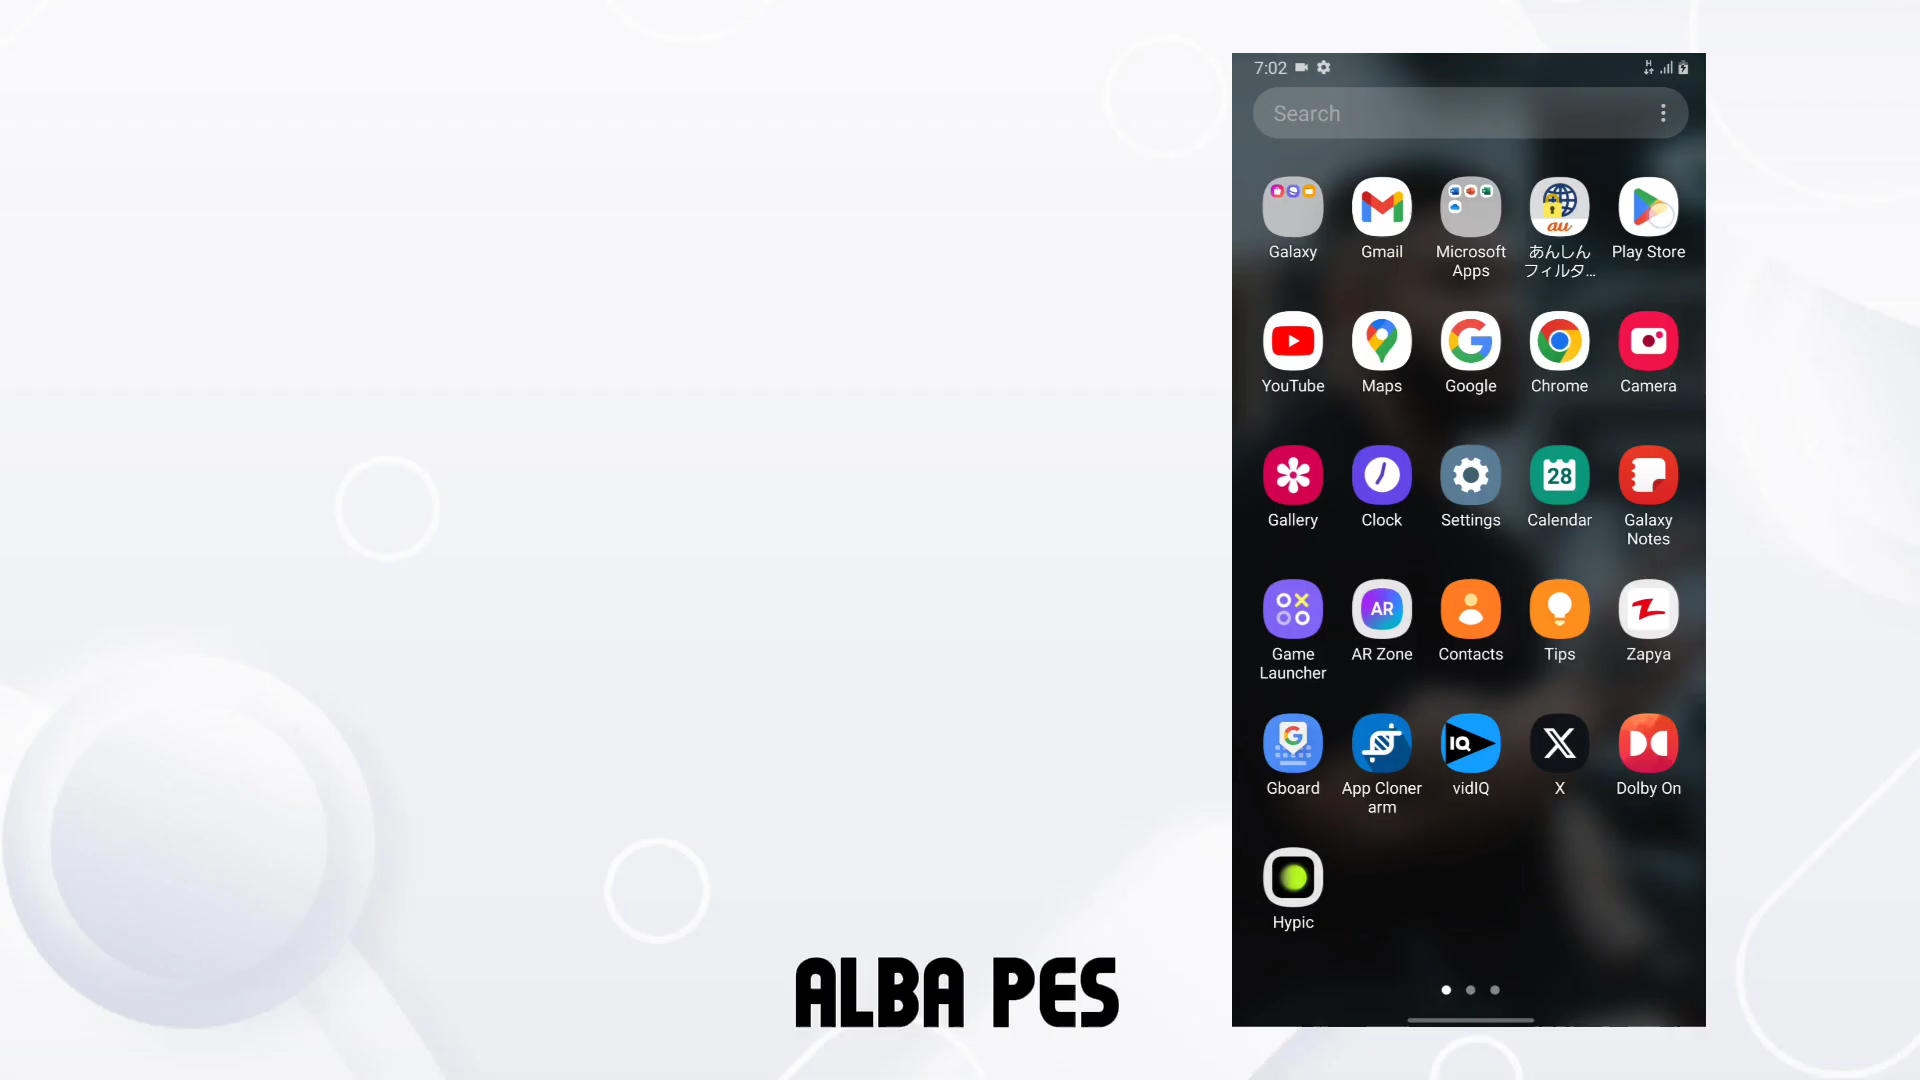 7:02
Search
Galaxy
Gmail
Microsoft
Apps
au
あんしん
フィルタ...
Play Store
YouTube
Maps
Google
Chrome
Camera
Gallery
Clock
Settings
28
Calendar
Galaxy
Notes
Game
Launcher
AR
AR Zone
Contacts
Tips
Zapya
G
Gboard
App Cloner
arm
IQ
vidIQ
X
X
Dolby On
Hypic
ALBA PES